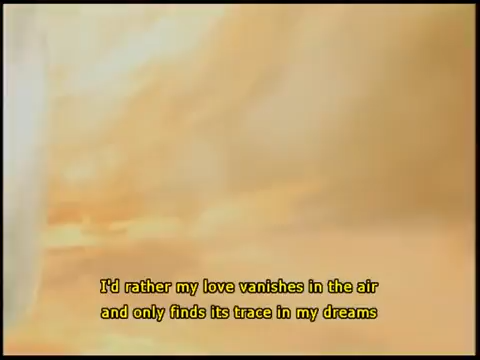 I'd rather my love vanishes in the air
and only finds its trace in my dreams